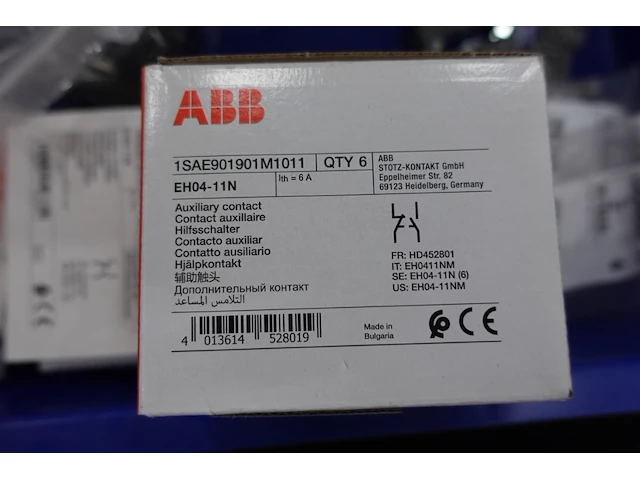 ABB
1SAE901901M1011 QTY 6
EH04-11N Ith = 6 A
ABB
STOTZ-KONTAKT GmbH
Eppelheimer Str. 82
69123 Heidelberg, Germany
Auxiliary contact
Contact auxillaire
Hilfsschalter
Contacto auxiliar
Contatto ausiliario
Hjälpkontakt
辅助触头
Дополнительный контакт
التلامس المساعد
FR: HD452801
IT: EH0411NM
SE: EH04-11N (6)
US: EH04-11NM
4 013614 528019
Made in
Bulgaria
CE